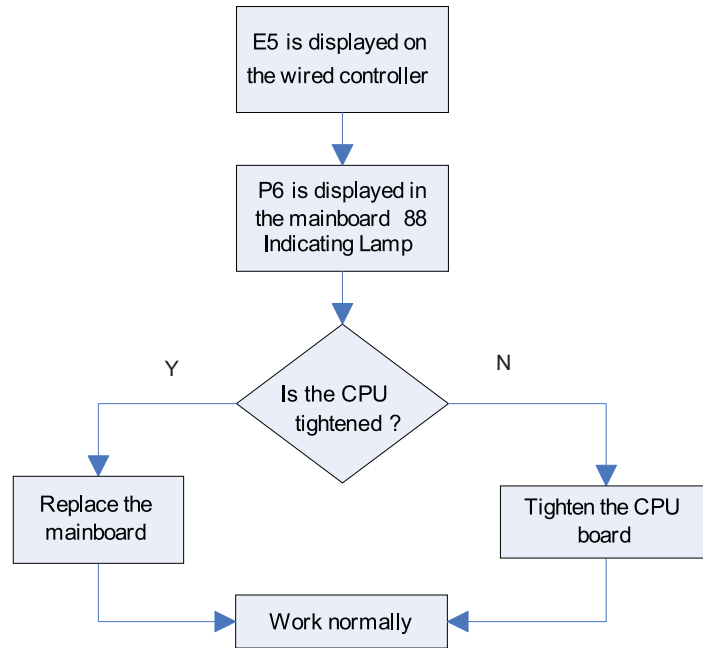 E5 is displayed on
the wired controller
P6 is displayed in
the mainboard 88
Indicating Lamp
Is the CPU
tightened ?
Y
N
Replace the
mainboard
Tighten the CPU
board
Work normally